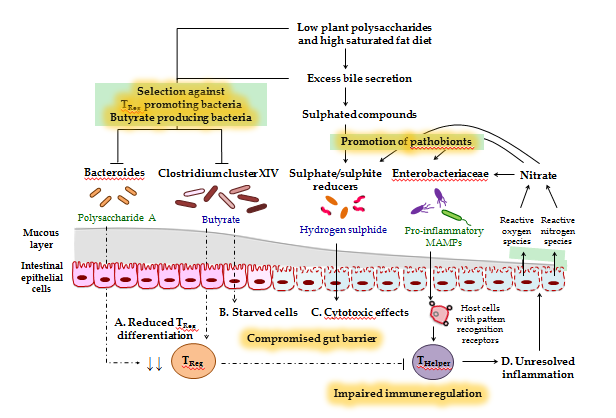 Low plant polysaccharides
and high saturated fat diet
Excess bile secretion
Selection against
TReg promoting bacteria
Butyrate producing bacteria
Sulphated compounds
Promotion of pathobionts
Bacteroides
Clostridium cluster XIV
Sulphate/sulphite
reducers
Enterobacteriaceae
Nitrate
Polysaccharide A
Butyrate
Hydrogen sulphide
Pro-inflammatory
MAMPs
Reactive
oxygen
species
Reactive
nitrogen
species
Mucous
layer
Intestinal
epithelial
cells
A. Reduced TReg
differentiation
B. Starved cells
C. Cytotoxic effects
Host cells
with pattern
recognition
receptors
Compromised gut barrier
↓↓
TReg
THelper
D. Unresolved
inflammation
Impaired immune regulation